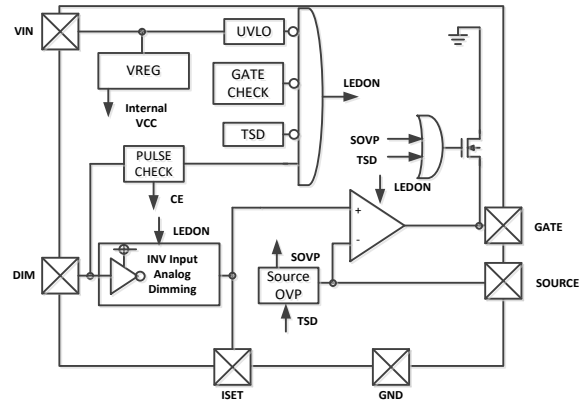 VIN
UVLO
VREG
GATE
CHECK
LEDON
Internal
VCC
TSD
SOVP
TSD
PULSE
CHECK
LEDON
CE
+
LEDON
GATE
SOVP
-
DIM
INV Input
Analog
Dimming
Source
OVP
SOURCE
TSD
ISET
GND